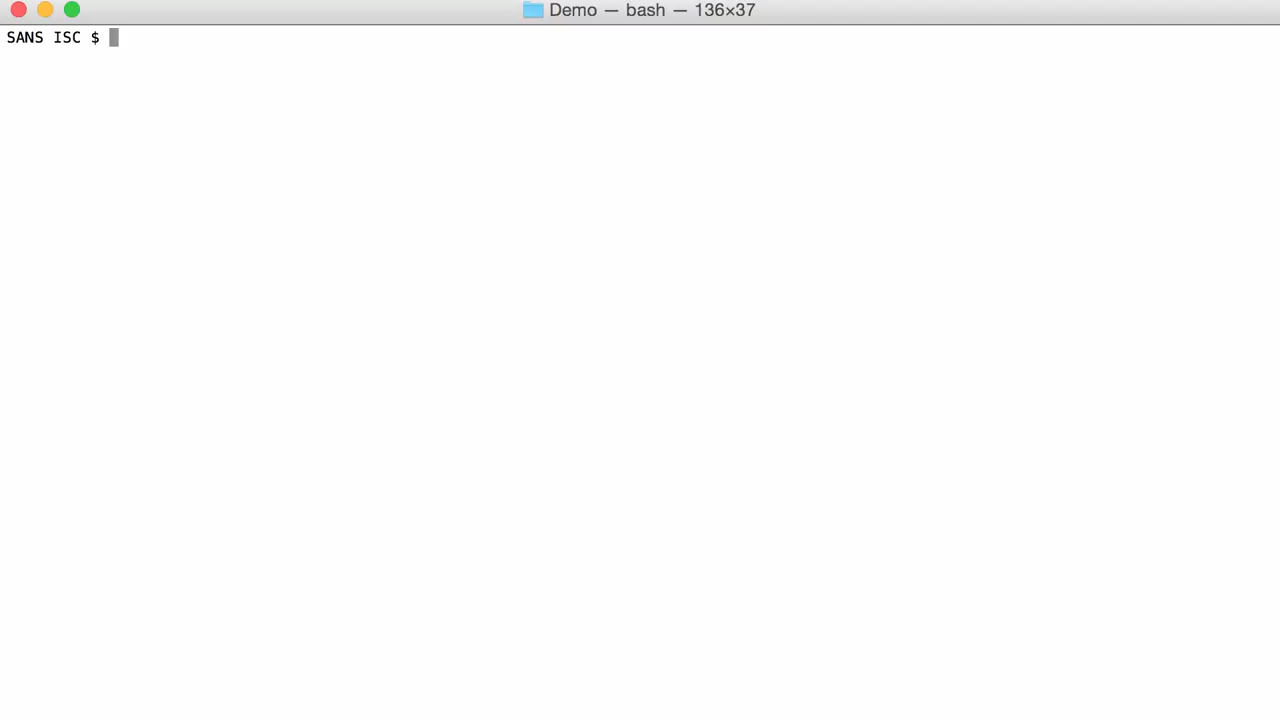 Demo — bash — 136×37
SANS ISC $